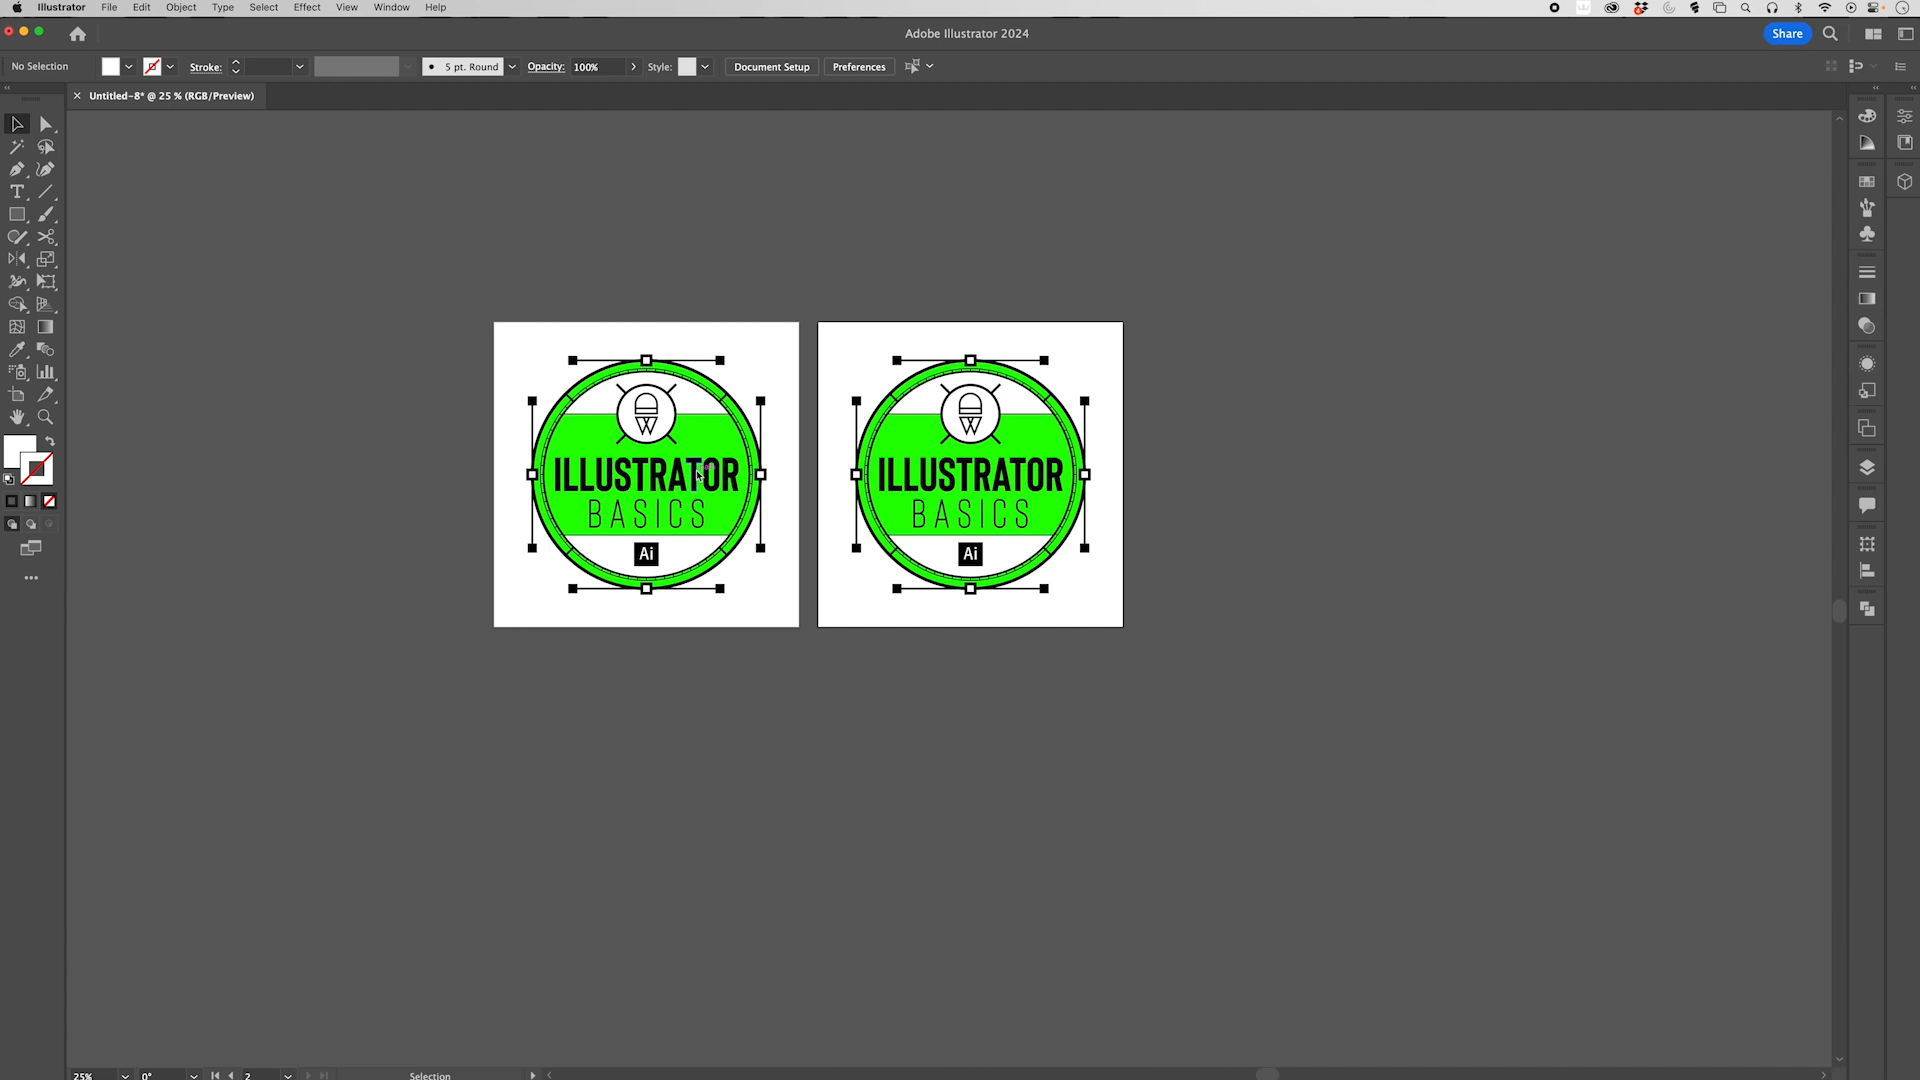 Illustrator File Edit Object Type Select Effect View Window Help
Adobe Illustrator 2024
Share
No Selection
Stroke:
5 pt. Round
Opacity: 100%
Style:
Document Setup
Preferences
Untitled-8* @ 25 % (RGB/Preview)
ILLUSTRATOR
BASICS
Ai
ILLUSTRATOR
BASICS
Ai
25%
0°
2
Selection